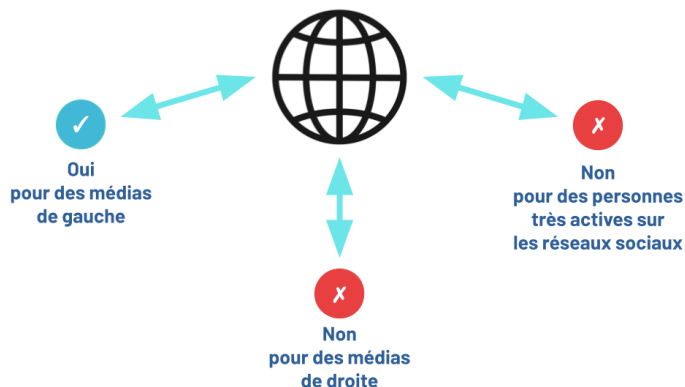 Oui
pour des médias
de gauche
Non
pour des médias
de droite
Non
pour des personnes
très actives sur
les réseaux sociaux